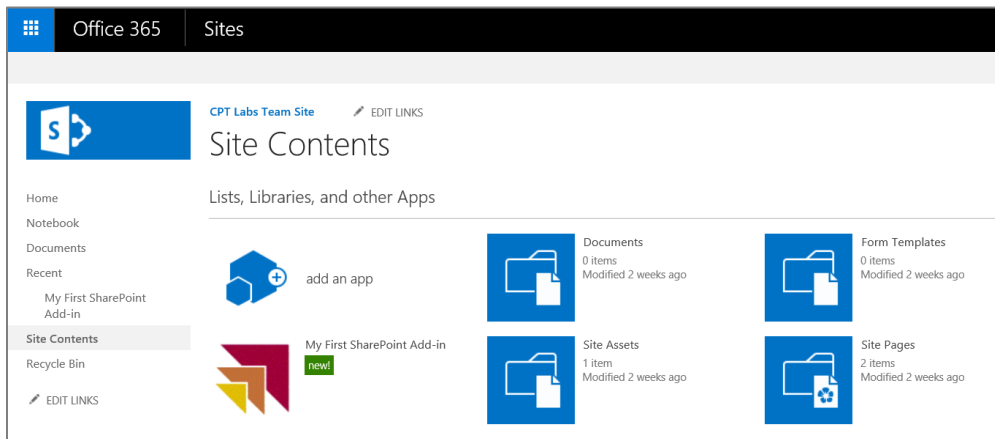 Office 365
Sites
S
CPT Labs Team Site
EDIT LINKS
Site Contents
Home
Notebook
Documents
Recent
My First SharePoint
Add-in
Site Contents
Recycle Bin
EDIT LINKS
Lists, Libraries, and other Apps
add an app
Documents
0 items
Modified 2 weeks ago
Form Templates
0 items
Modified 2 weeks ago
My First SharePoint Add-in
new!
Site Assets
1 item
Modified 2 weeks ago
Site Pages
2 items
Modified 2 weeks ago